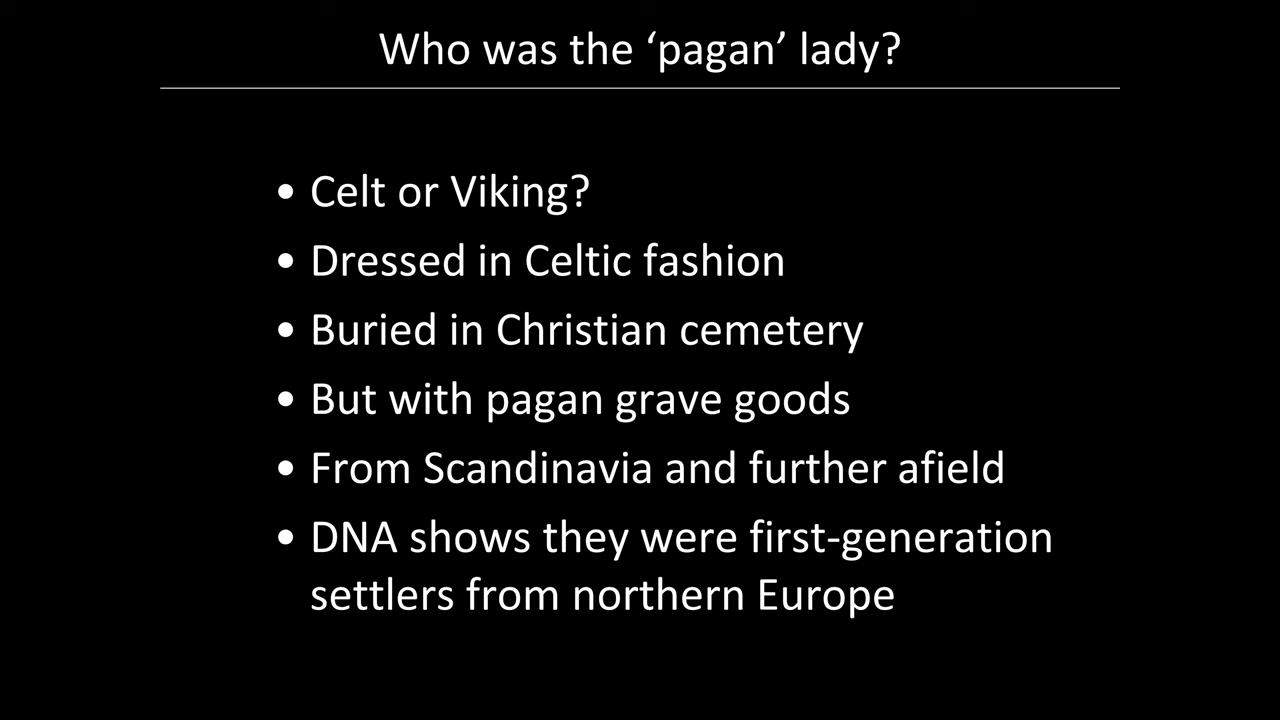 Who was the ‘pagan’ lady?
• Celt or Viking?
• Dressed in Celtic fashion
• Buried in Christian cemetery
• But with pagan grave goods
• From Scandinavia and further afield
• DNA shows they were first-generation
settlers from northern Europe